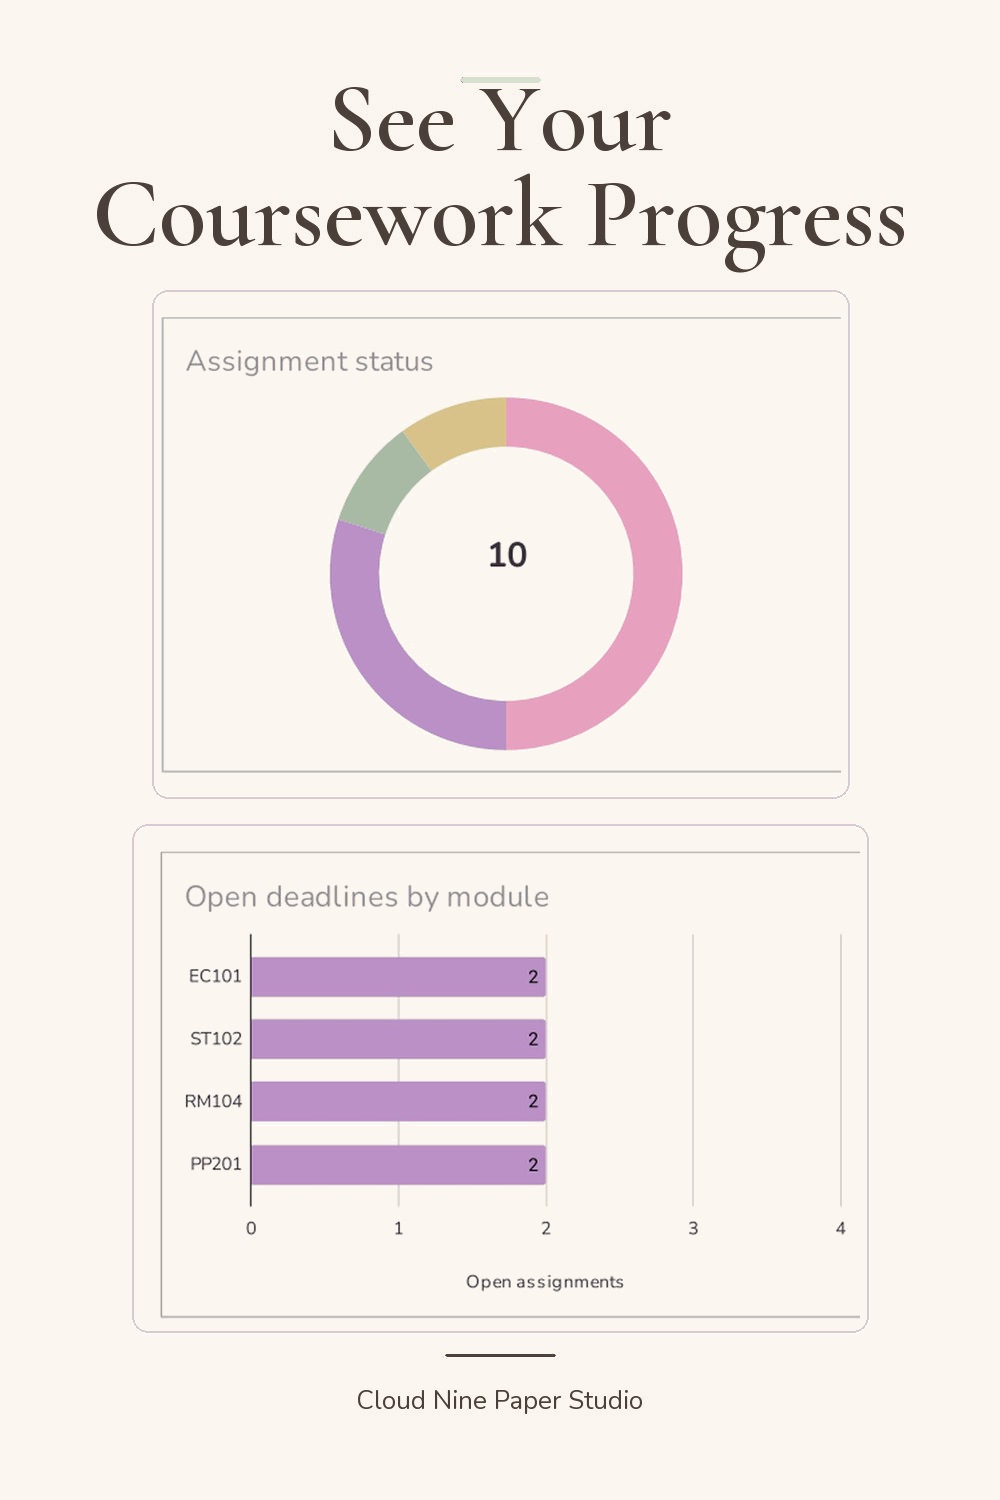 See Your
Coursework Progress
Assignment status
10
Open deadlines by module
EC101 2
ST102 2
RM104 2
PP201 2
0 1 2 3 4
Open assignments
Cloud Nine Paper Studio